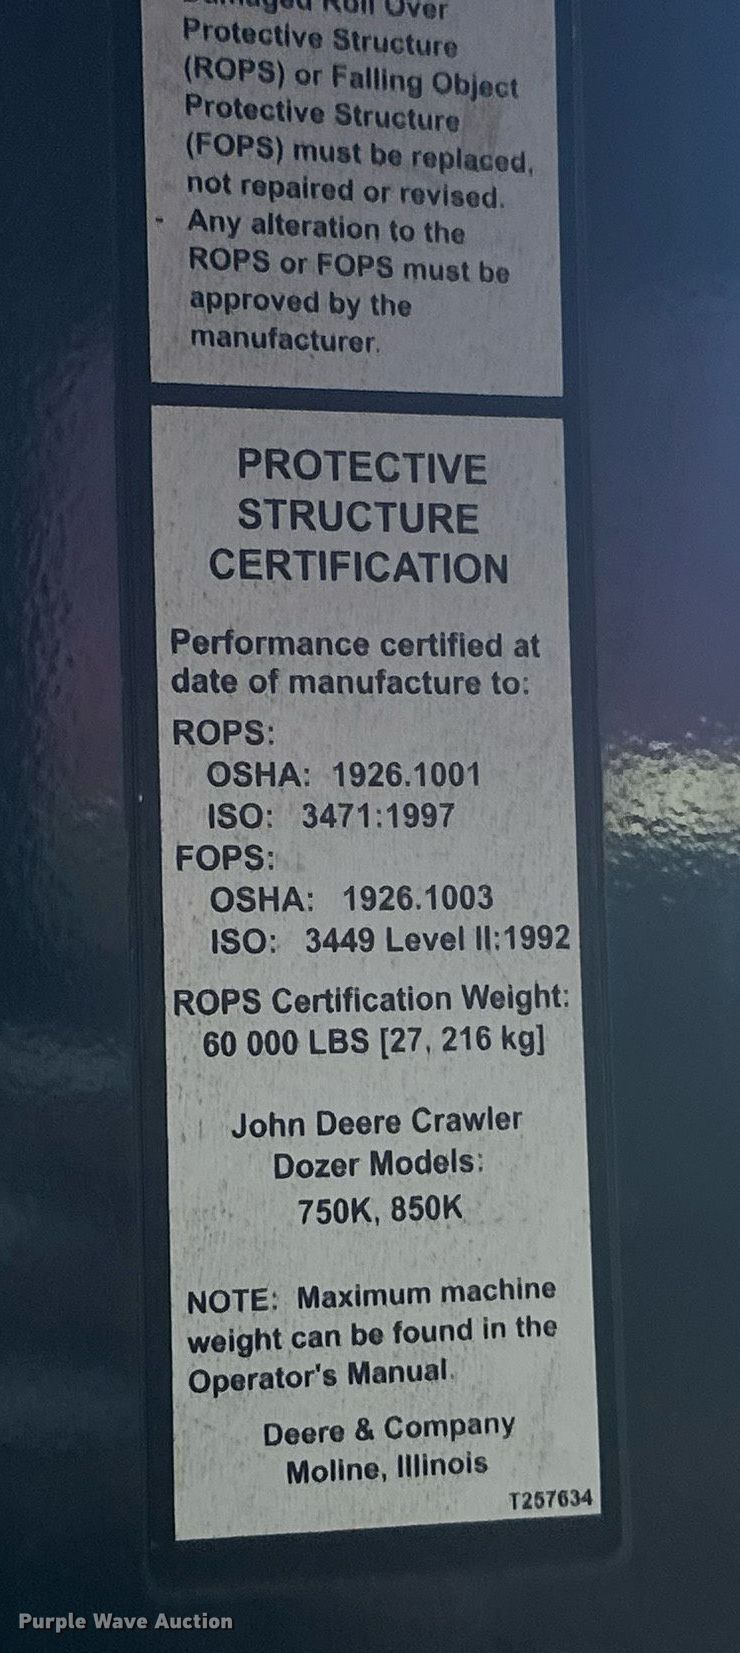 Damaged Roll Over
Protective Structure
(ROPS) or Falling Object
Protective Structure
(FOPS) must be replaced,
not repaired or revised.
- Any alteration to the
ROPS or FOPS must be
approved by the
manufacturer.
PROTECTIVE
STRUCTURE
CERTIFICATION
Performance certified at
date of manufacture to:
ROPS:
OSHA: 1926.1001
ISO: 3471:1997
FOPS:
OSHA: 1926.1003
ISO: 3449 Level II:1992
ROPS Certification Weight:
60 000 LBS [27, 216 kg]
John Deere Crawler
Dozer Models:
750K, 850K
NOTE: Maximum machine
weight can be found in the
Operator's Manual.
Deere & Company
Moline, Illinois
T257634
Purple Wave Auction